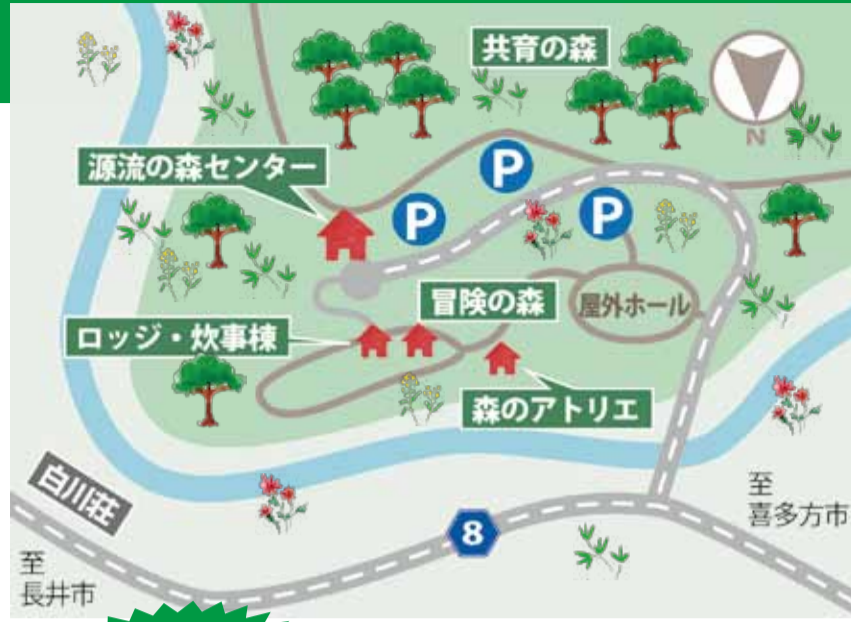 共育の森
N
源流の森センター
P
P
P
冒険の森
屋外ホール
ロッジ・炊事棟
森のアトリエ
白川荘
8
至
喜多方市
至
長井市